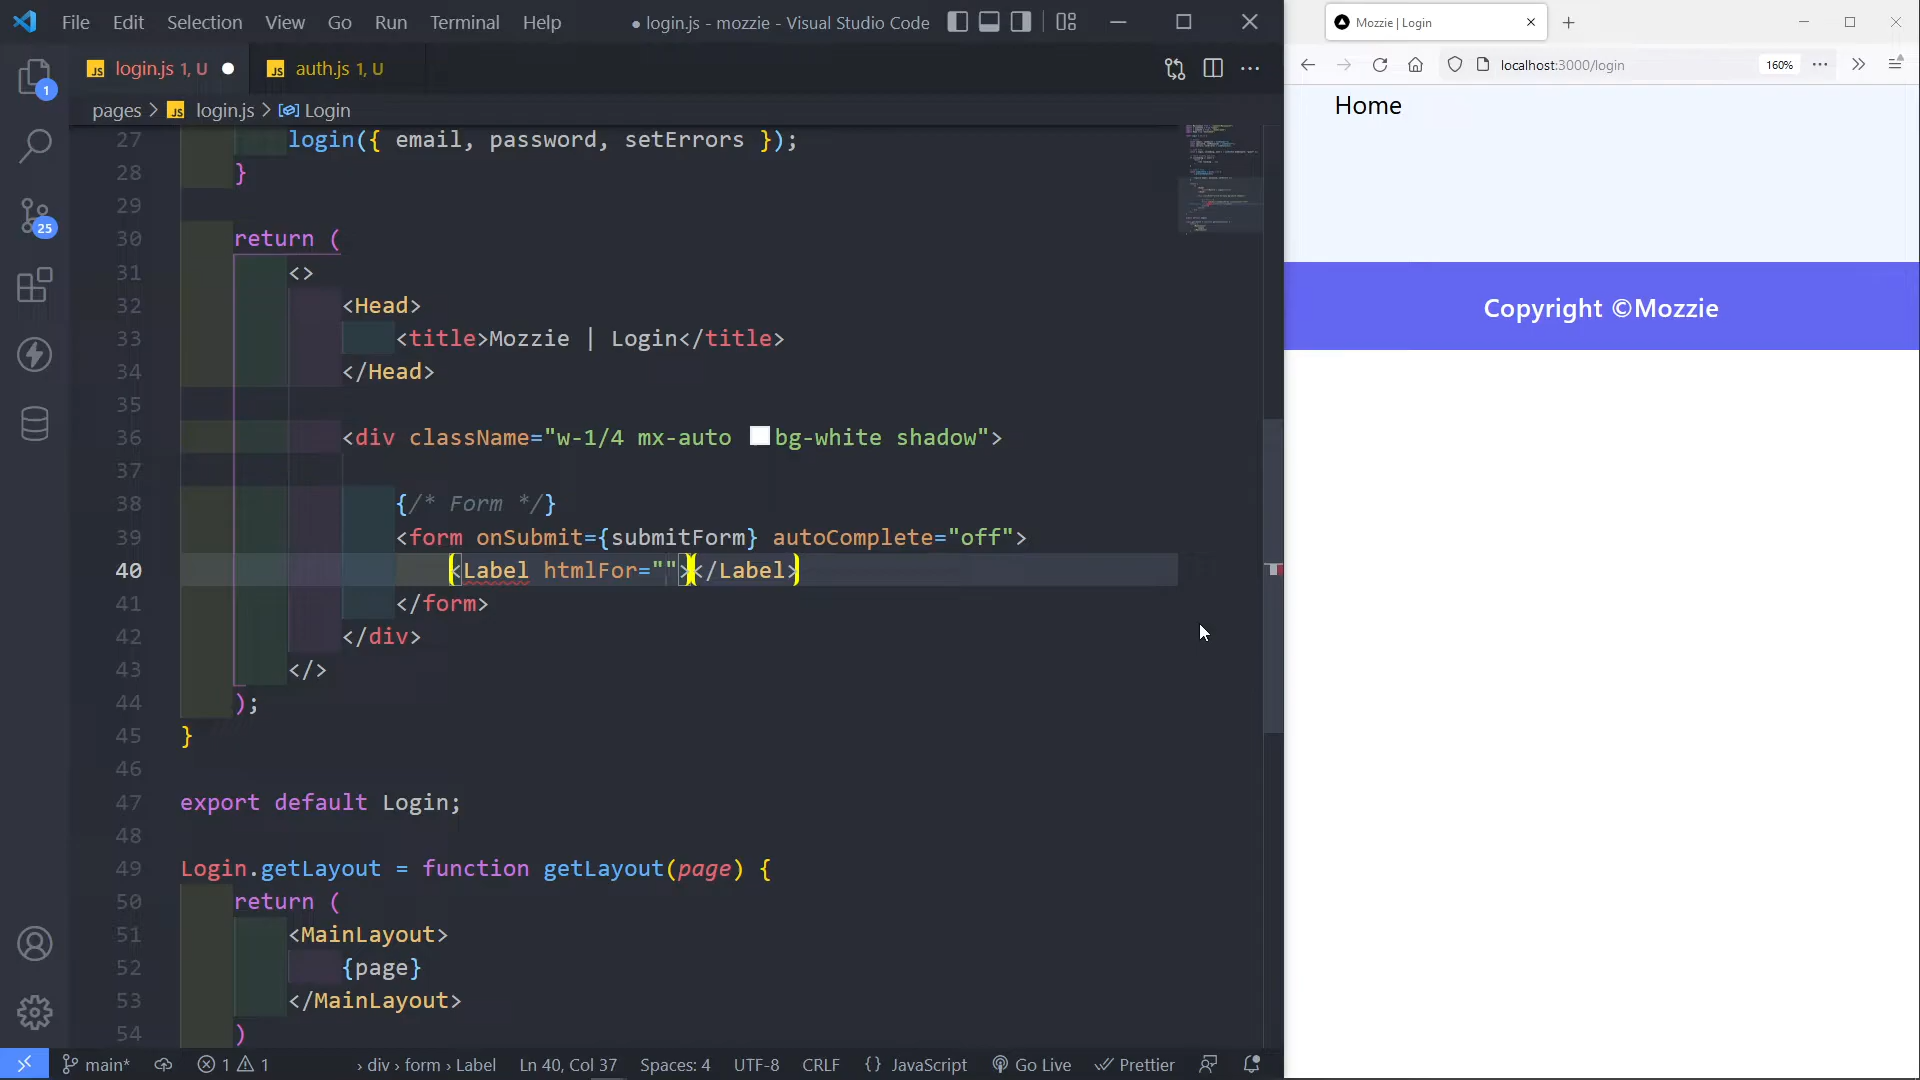 File Edit Selection View Go Run Terminal Help
● login.js - mozzie - Visual Studio Code
login.js 1, U
auth.js 1, U
pages > login.js > Login
27 login({ email, password, setErrors });
28 }
29
30 return (
31 <>
32 <Head>
33 <title>Mozzie | Login</title>
34 </Head>
35
36 <div className="w-1/4 mx-auto bg-white shadow">
37
38 {/* Form */}
39 <form onSubmit={submitForm} autoComplete="off">
40 <Label htmlFor=""></Label>
41 </form>
42 </div>
43 </>
44 );
45 }
46
47 export default Login;
48
49 Login.getLayout = function getLayout(page) {
50 return (
51 <MainLayout>
52 {page}
53 </MainLayout>
54 )
1
25
main* 1 1 › div › form › Label Ln 40, Col 37 Spaces: 4 UTF-8 CRLF {} JavaScript Go Live Prettier
Mozzie | Login
localhost:3000/login 160%
Home
Copyright ©Mozzie